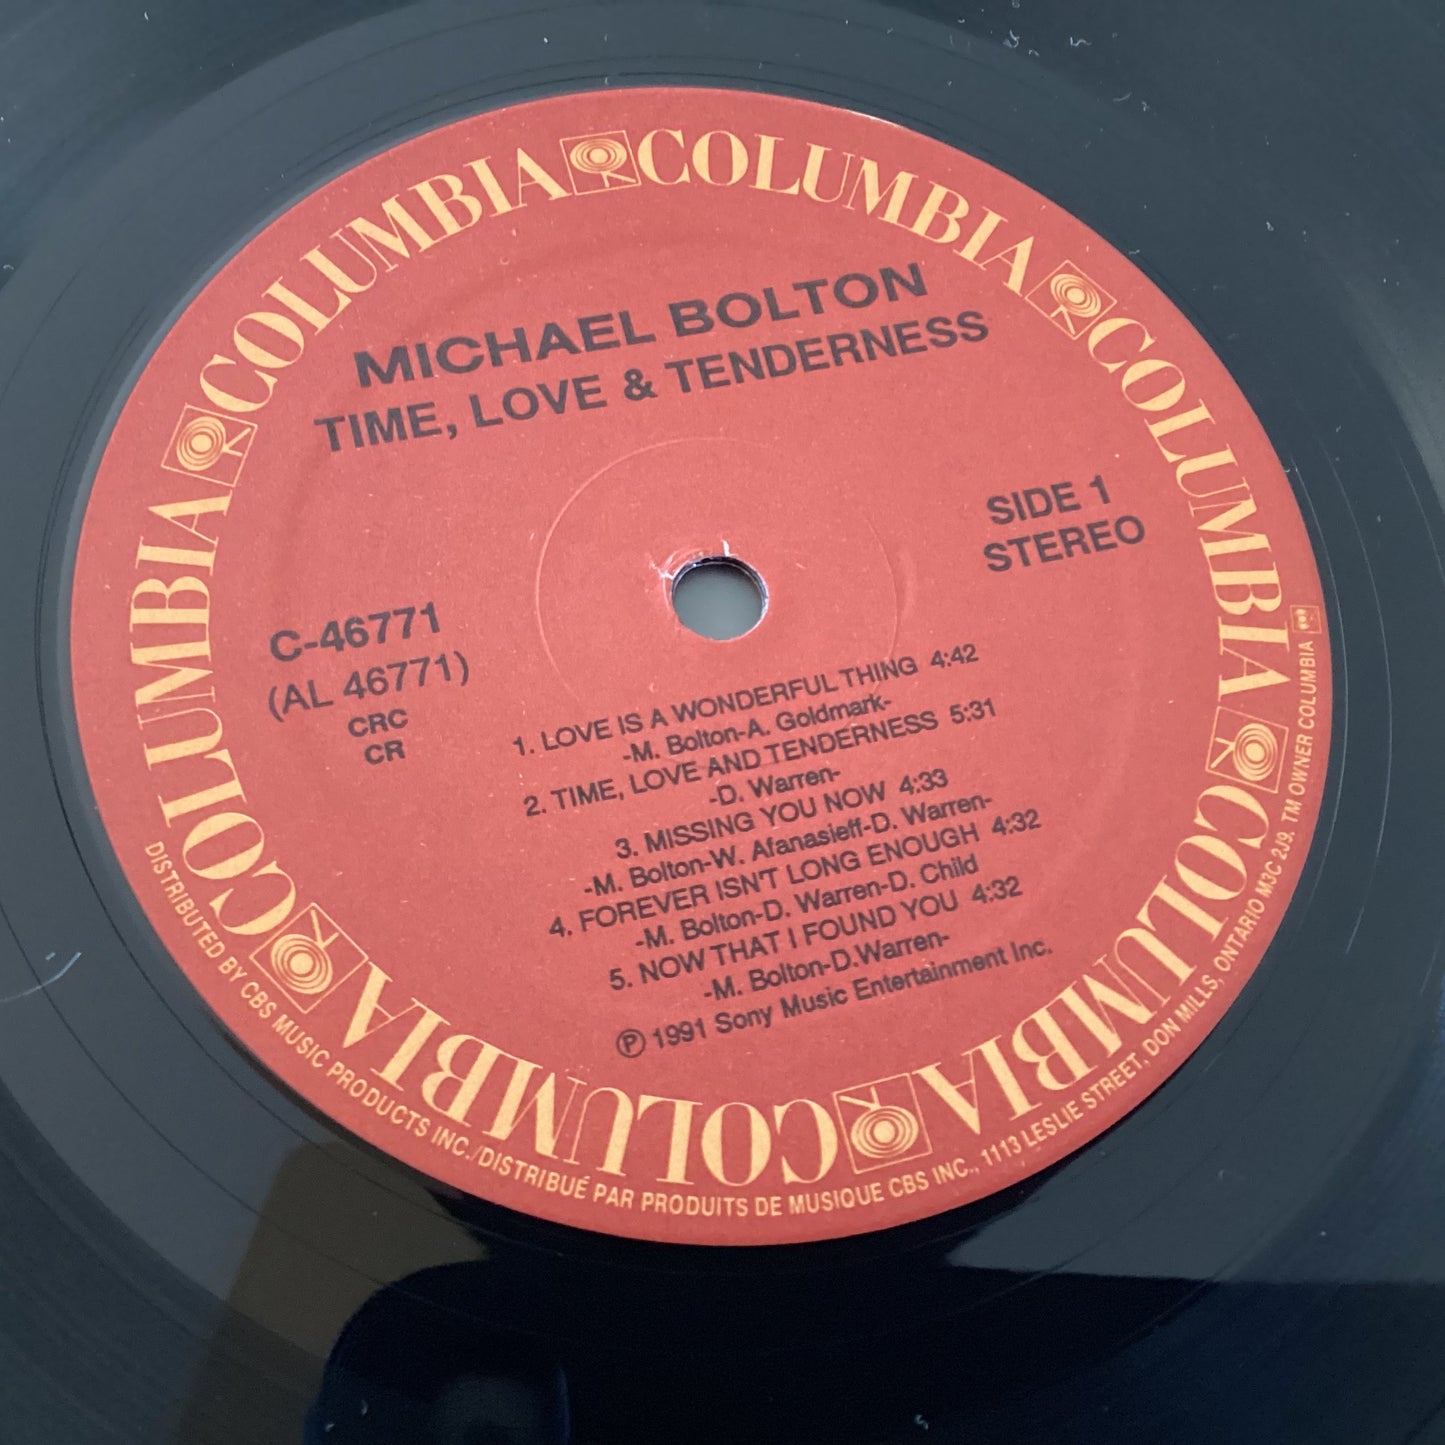 COLUMBIA COLUMBIA COLUMBIA COLUMBIA COLUMBIA COLUMBIA
MICHAEL BOLTON
TIME, LOVE & TENDERNESS
SIDE 1
STEREO
C-46771
(AL 46771)
CRC
CR
1. LOVE IS A WONDERFUL THING 4:42
-M. Bolton-A. Goldmark-
2. TIME, LOVE AND TENDERNESS 5:31
-D. Warren-
3. MISSING YOU NOW 4:33
-M. Bolton-W. Afanasieff-D. Warren-
4. FOREVER ISN'T LONG ENOUGH 4:32
-M. Bolton-D. Warren-D. Child
5. NOW THAT I FOUND YOU 4:32
-M. Bolton-D.Warren-
Ⓟ 1991 Sony Music Entertainment Inc.
DISTRIBUTED BY CBS MUSIC PRODUCTS INC./DISTRIBUÉ PAR PRODUITS DE MUSIQUE CBS INC., 1113 LESLIE STREET, DON MILLS, ONTARIO M3C 2J9. TM OWNER COLUMBIA